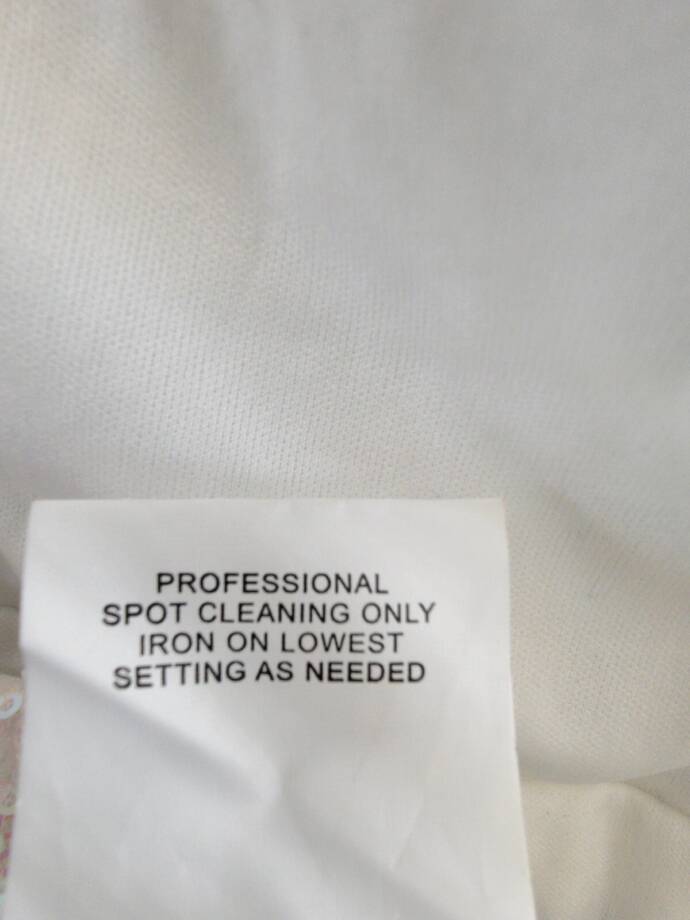 PROFESSIONAL
SPOT CLEANING ONLY
IRON ON LOWEST
SETTING AS NEEDED